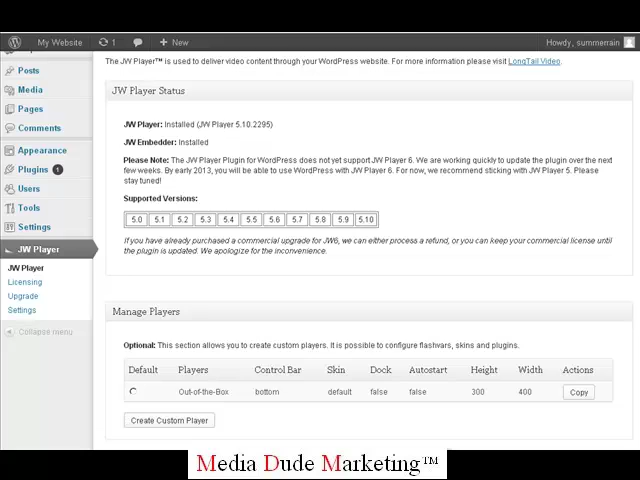 My Website 1 + New Howdy, summerrain
The JW Player™ is used to deliver video content through your WordPress website. For more information please visit LongTail Video.
Posts
Media
Pages
Comments
Appearance
Plugins 1
Users
Tools
Settings
JW Player
JW Player
Licensing
Upgrade
Settings
Collapse menu
JW Player Status
JW Player: Installed (JW Player 5.10.2295)
JW Embedder: Installed
Please Note: The JW Player Plugin for WordPress does not yet support JW Player 6. We are working quickly to update the plugin over the next
few weeks. By early 2013, you will be able to use WordPress with JW Player 6. For now, we recommend sticking with JW Player 5. Please
stay tuned!
Supported Versions:
5.0 5.1 5.2 5.3 5.4 5.5 5.6 5.7 5.8 5.9 5.10
If you have already purchased a commercial upgrade for JW6, we can either process a refund, or you can keep your commercial license until
the plugin is updated. We apologize for the inconvenience.
Manage Players
Optional: This section allows you to create custom players. It is possible to configure flashvars, skins and plugins.
Default Players Control Bar Skin Dock Autostart Height Width Actions
Out-of-the-Box bottom default false false 300 400 Copy
Create Custom Player
Media Dude Marketing™